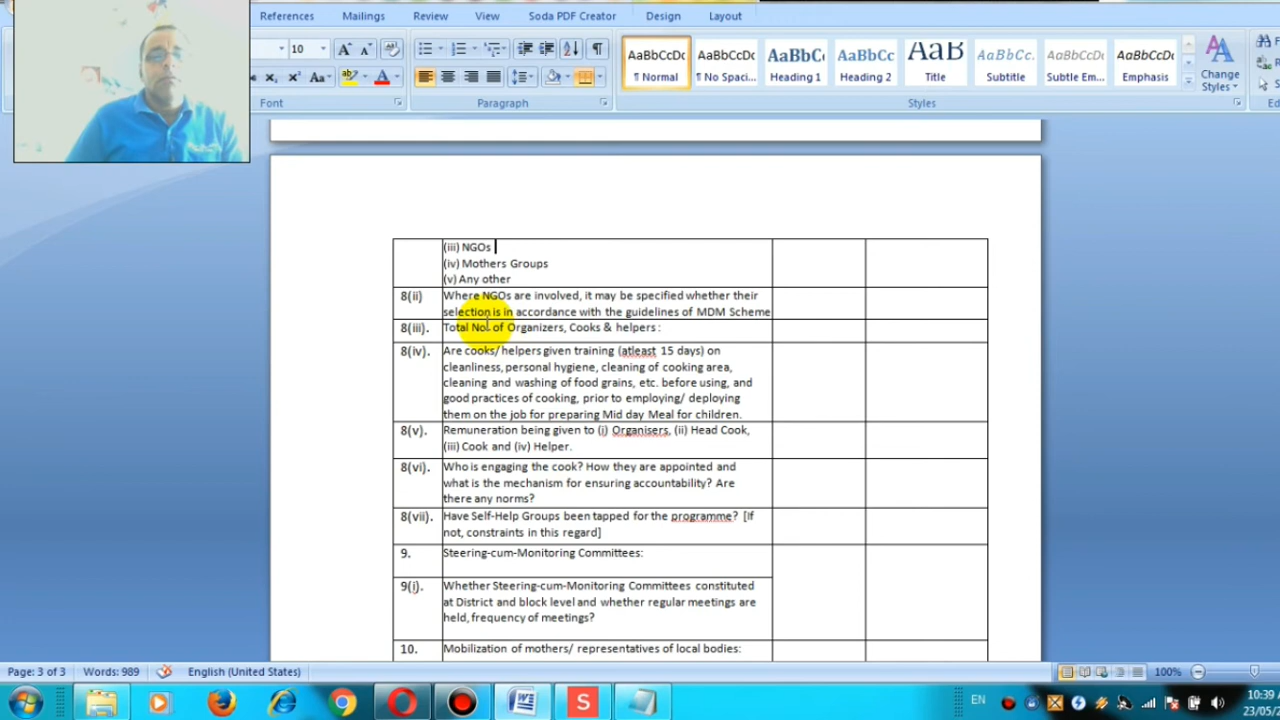 References Mailings Review View Soda PDF Creator Design Layout
10
AaBbCcDc AaBbCcDc AaBbC AaBbCc AaB AaBbCc. AaBbCcDc AaBbCcDc
¶ Normal ¶ No Spaci... Heading 1 Heading 2 Title Subtitle Subtle Em... Emphasis
Change
Styles
Font Paragraph Styles
(iii) NGOs
(iv) Mothers Groups
(v) Any other
8(ii) Where NGOs are involved, it may be specified whether their
selection is in accordance with the guidelines of MDM Scheme
8(iii). Total No. of Organizers, Cooks & helpers :
8(iv). Are cooks/ helpers given training (atleast 15 days) on
cleanliness, personal hygiene, cleaning of cooking area,
cleaning and washing of food grains, etc. before using, and
good practices of cooking, prior to employing/ deploying
them on the job for preparing Mid day Meal for children.
8(v). Remuneration being given to (i) Organisers, (ii) Head Cook,
(iii) Cook and (iv) Helper.
8(vi). Who is engaging the cook? How they are appointed and
what is the mechanism for ensuring accountability? Are
there any norms?
8(vii). Have Self-Help Groups been tapped for the programme? [If
not, constraints in this regard]
9. Steering-cum-Monitoring Committees:
9(i). Whether Steering-cum-Monitoring Committees constituted
at District and block level and whether regular meetings are
held, frequency of meetings?
10. Mobilization of mothers/ representatives of local bodies:
Page: 3 of 3 Words: 989 English (United States) 100%
EN 10:39
23/05/2